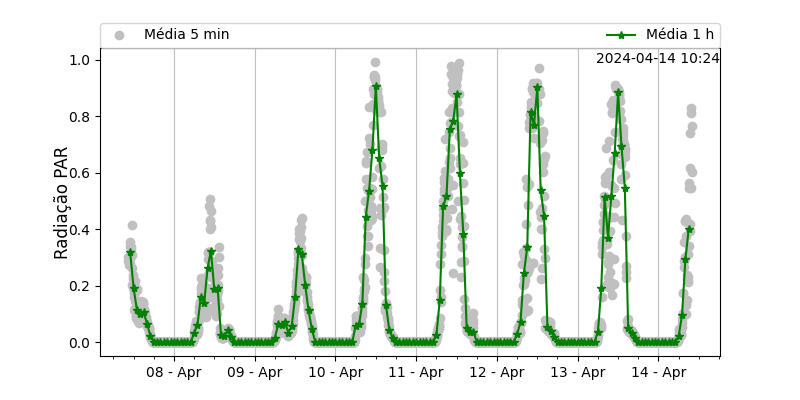 Média 5 min
Média 1 h
2024-04-14 10:24
Radiação PAR
1.0
0.8
0.6
0.4
0.2
0.0
08 - Apr
09 - Apr
10 - Apr
11 - Apr
12 - Apr
13 - Apr
14 - Apr